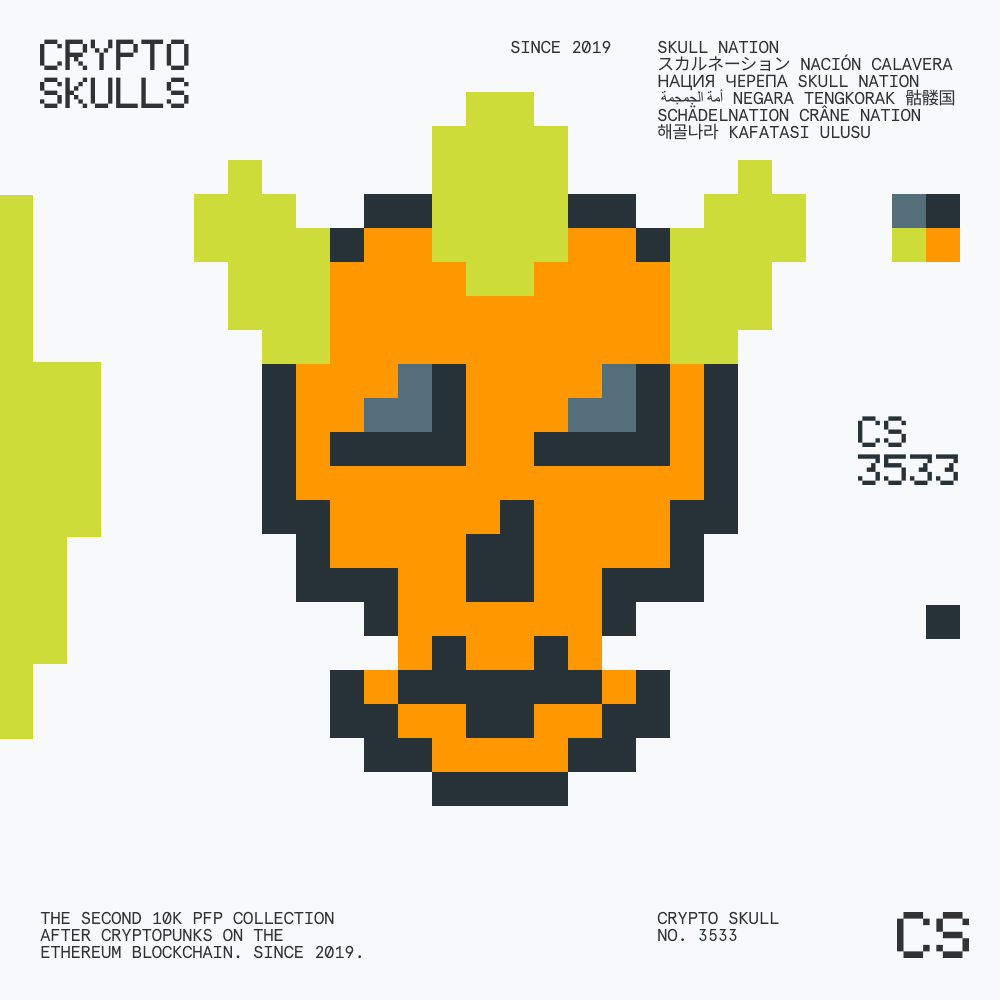 CRYPTO
SKULLS
SINCE 2019
SKULL NATION
スカルネーション NACIÓN CALAVERA
НАЦИЯ ЧЕРЕПА SKULL NATION
أمة الجمجمة NEGARA TENGKORAK 骷髅国
SCHÄDELNATION CRÂNE NATION
해골나라 KAFATASI ULUSU
CS
3533
THE SECOND 10K PFP COLLECTION
AFTER CRYPTOPUNKS ON THE
ETHEREUM BLOCKCHAIN. SINCE 2019.
CRYPTO SKULL
NO. 3533
CS